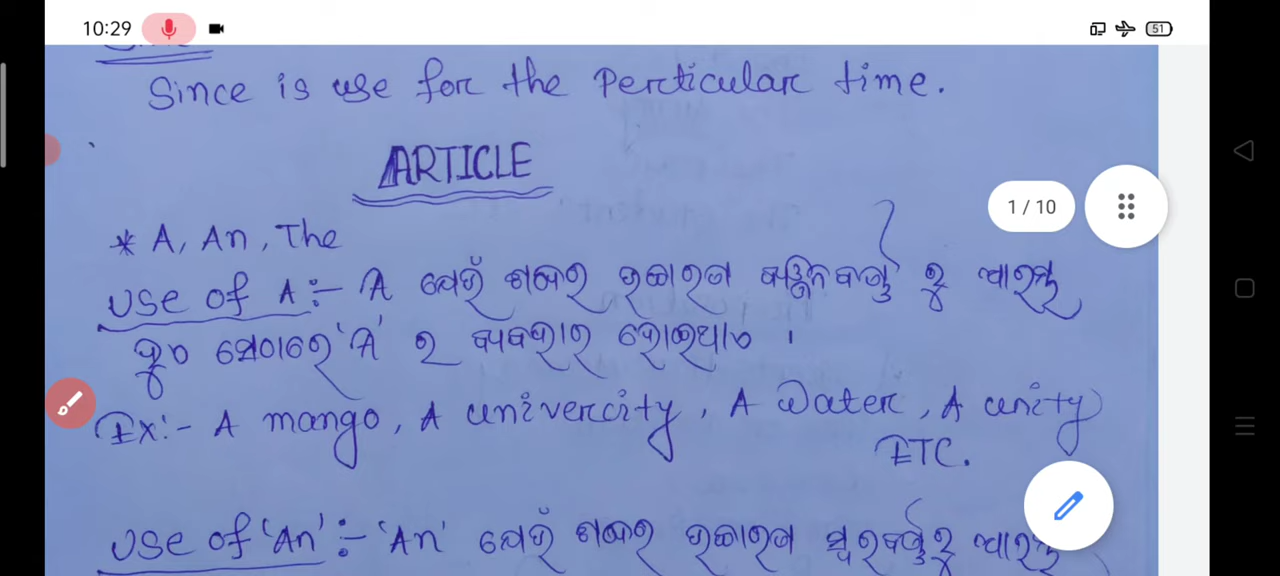 10:29
51
Since is use for the Perticular time.
ARTICLE
1 / 10
* A, An, The
Use of A:- A ଯେଉଁ ଶବ୍ଦର ଉଚ୍ଚାରଣ ବ୍ୟଞ୍ଜନବର୍ଣ୍ଣ ରୁ ଆରମ୍ଭ
ହୁଏ ସେଠାରେ 'A' ର ବ୍ୟବହାର ହୋଇଥାଏ ।
Ex:- A mango, A univercity, A Water, A unity
ETC.
Use of 'An':- 'An' ଯେଉଁ ଶବ୍ଦର ଉଚ୍ଚାରଣ ସ୍ୱରବର୍ଣ୍ଣରୁ ଆରମ୍ଭ